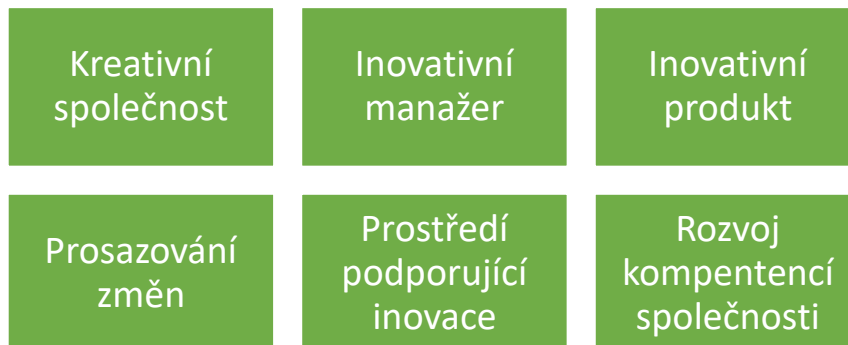 Kreativní
společnost
Inovativní
manažer
Inovativní
produkt
Prosazování
změn
Prostředí
podporující
inovace
Rozvoj
kompentencí
společnosti